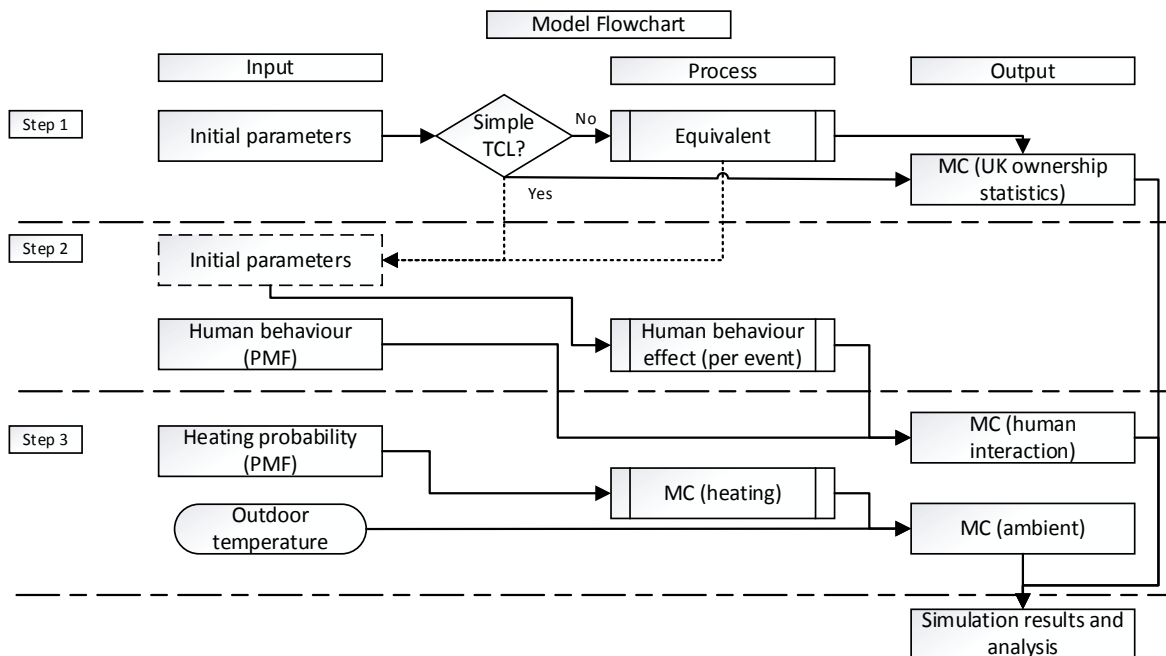 Model Flowchart
Input
Process
Output
Step 1
Initial parameters
Simple
TCL?
No
Equivalent
MC (UK ownership
statistics)
Yes
Step 2
Initial parameters
Human behaviour
(PMF)
Human behaviour
effect (per event)
Step 3
Heating probability
(PMF)
MC (human
interaction)
MC (heating)
Outdoor
temperature
MC (ambient)
Simulation results and
analysis